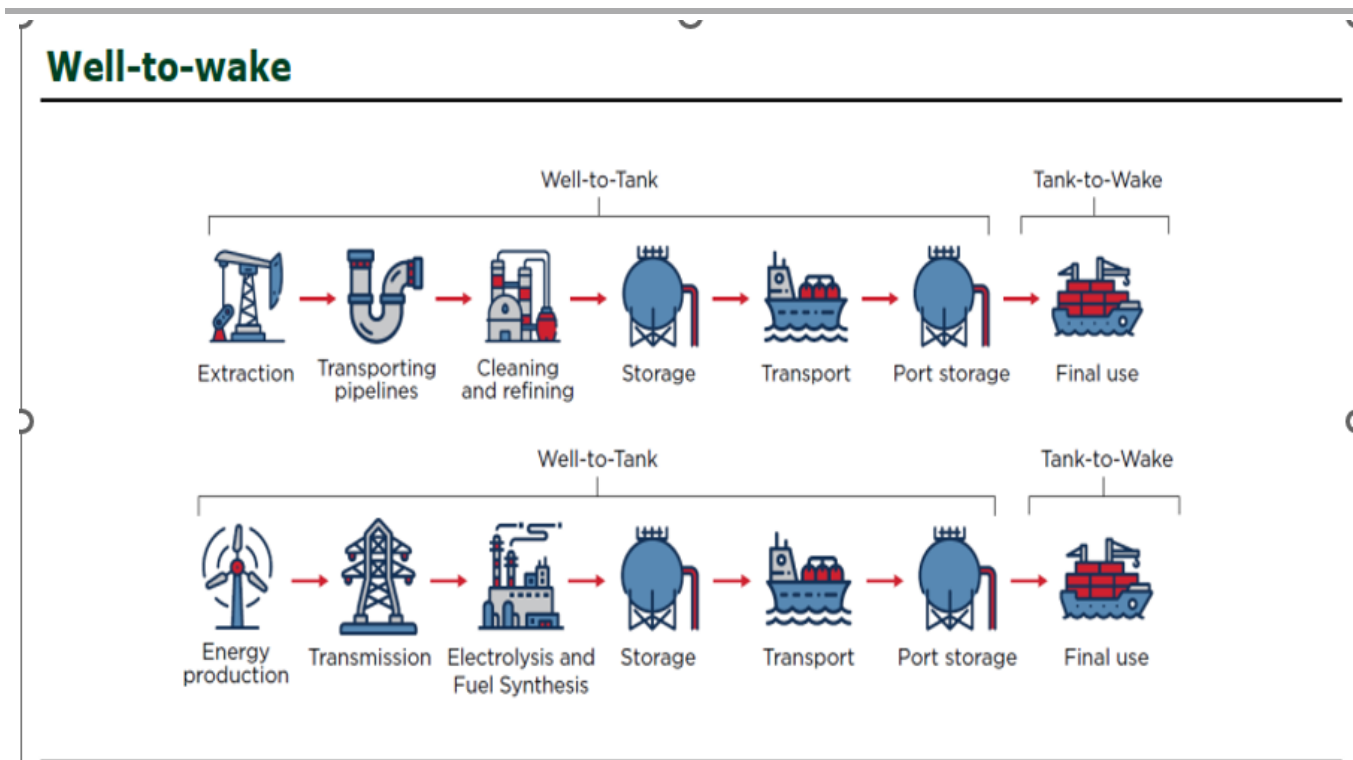 Well-to-wake
Well-to-Tank
Tank-to-Wake
Extraction
Transporting
pipelines
Cleaning
and refining
Storage
Transport
Port storage
Final use
Well-to-Tank
Tank-to-Wake
Energy
production
Transmission
Electrolysis and
Fuel Synthesis
Storage
Transport
Port storage
Final use